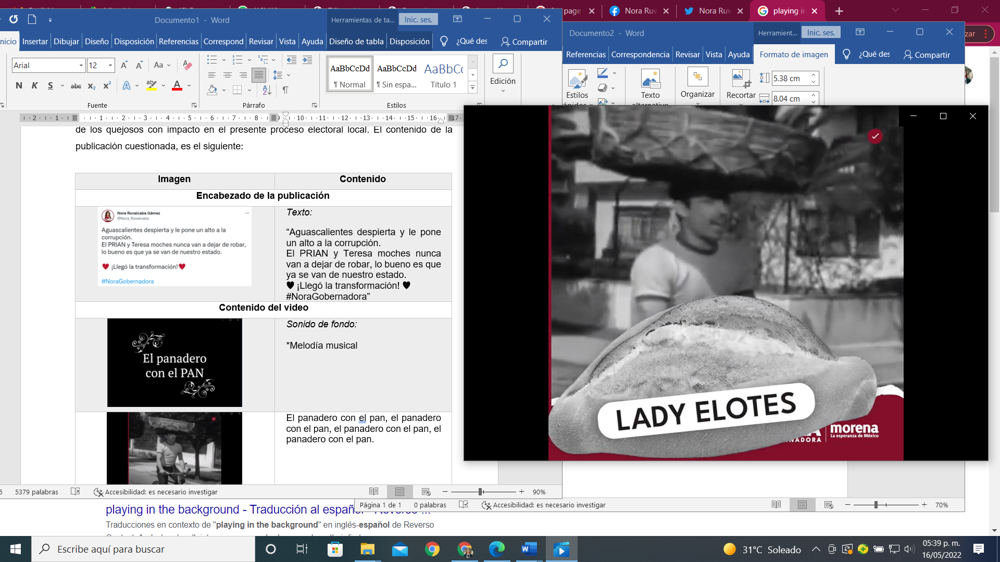 Nora Ruv
Nora Ruv
playing in
Documento1 - Word
Herramientas de ta...
Inic. ses.
nicio
Insertar
Dibujar
Diseño
Disposición
Referencias
Correspond
Revisar
Vista
Ayuda
Diseño de tabla
Disposición
¿Qué des
Compartir
Arial
12
Aa
N K S abc x₂ x²
Fuente
Párrafo
AaBbCcDd
¶ Normal
AaBbCcDd
¶ Sin espa...
AaBbCc
Título 1
Estilos
Edición
Documento2 - Word
Herramient...
Inic. ses.
zar
Referencias
Correspondencia
Revisar
Vista
Ayuda
Formato de imagen
¿Qué des
Compartir
Estilos
Texto
Organizar
Recortar
5.38 cm
8.04 cm
de los quejosos con impacto en el presente proceso electoral local. El contenido de la
publicación cuestionada, es el siguiente:
Imagen
Contenido
Encabezado de la publicación
Nora Ruvalcaba Gámez
@Nora_Ruvalcaba
Aguascalientes despierta y le pone un alto a la
corrupción.
El PRIAN y Teresa moches nunca van a dejar de robar,
lo bueno es que ya se van de nuestro estado.
♥ ¡Llegó la transformación!♥
#NoraGobernadora
Texto:
“Aguascalientes despierta y le pone
un alto a la corrupción.
El PRIAN y Teresa moches nunca
van a dejar de robar, lo bueno es que
ya se van de nuestro estado.
♥ ¡Llegó la transformación! ♥
#NoraGobernadora”
Contenido del video
El panadero
con el PAN
Sonido de fondo:
*Melodía musical
El panadero con el pan, el panadero
con el pan, el panadero con el pan, el
panadero con el pan.
LADY ELOTES
morena
La esperanza de México
5379 palabras
Accesibilidad: es necesario investigar
90%
Página 1 de 1
0 palabras
Accesibilidad: es necesario investigar
70%
playing in the background - Traducción al español - Reverso ...
Traducciones en contexto de "playing in the background" en inglés-español de Reverso
Escribe aquí para buscar
31°C Soleado
05:39 p. m.
16/05/2022